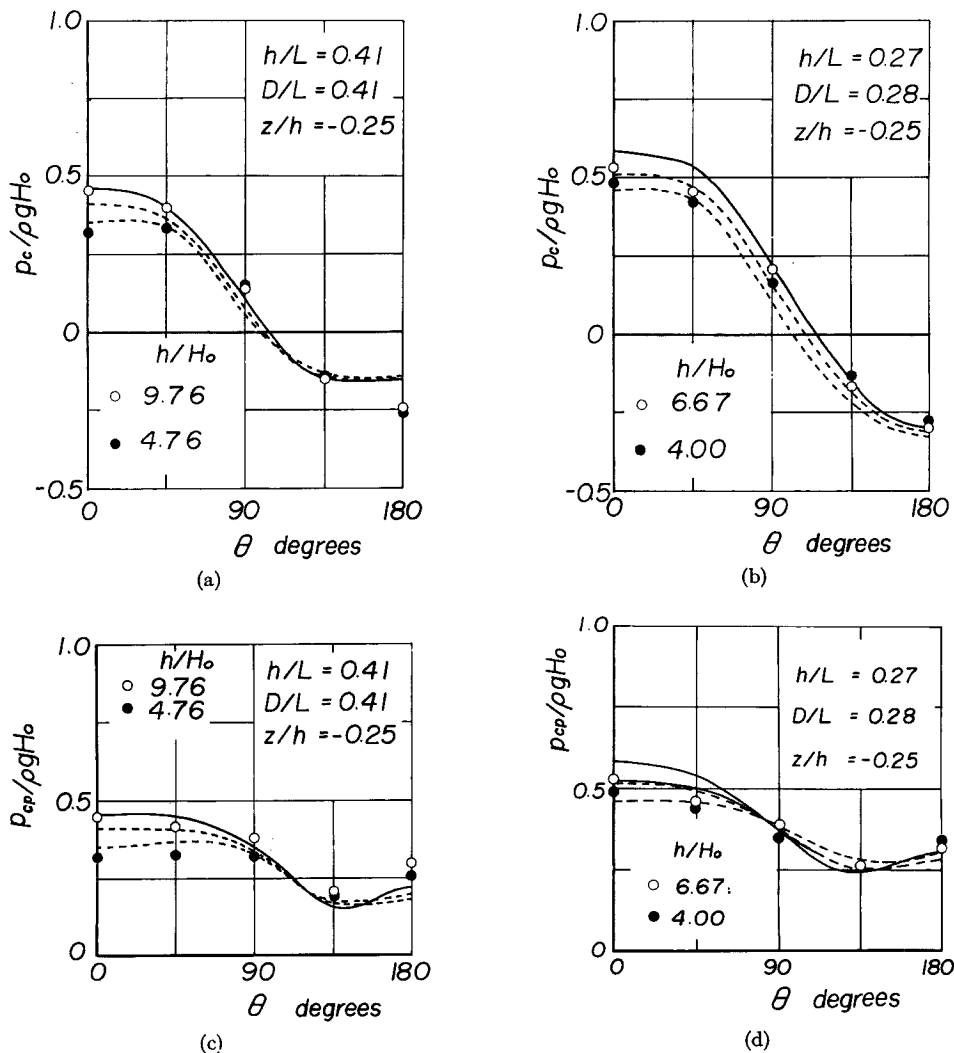 1.0
h/L = 0.41
D/L = 0.41
z/h = -0.25
0.5
pc/ρgHo
0
h/Ho
○ 9.76
● 4.76
-0.5
0 90 180
θ degrees
(a)
1.0
h/L = 0.27
D/L = 0.28
z/h = -0.25
0.5
pc/ρgHo
0
h/Ho
○ 6.67
● 4.00
-0.5
0 90 180
θ degrees
(b)
1.0
h/Ho
○ 9.76
● 4.76
h/L = 0.41
D/L = 0.41
z/h = -0.25
pcp/ρgHo
0.5
0
0 90 180
θ degrees
(c)
1.0
h/L = 0.27
D/L = 0.28
z/h = -0.25
pcp/ρgHo
0.5
h/Ho
○ 6.67:
● 4.00
0
0 90 180
θ degrees
(d)